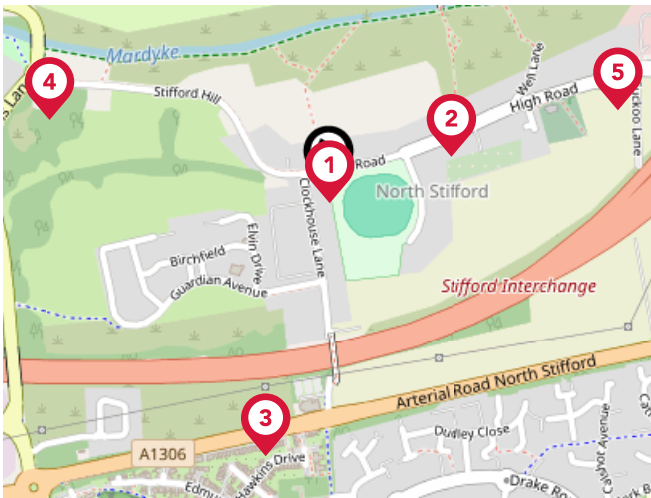 Mardyke
Stifford Hill
Well Lane
High Road
Road
North Stifford
Clockhouse Lane
Birchfield
Elvin Drive
Guardian Avenue
Stifford Interchange
Arterial Road North Stifford
A1306
Dudley Close
Hawkins Drive
Drake Ro
4
5
2
1
3